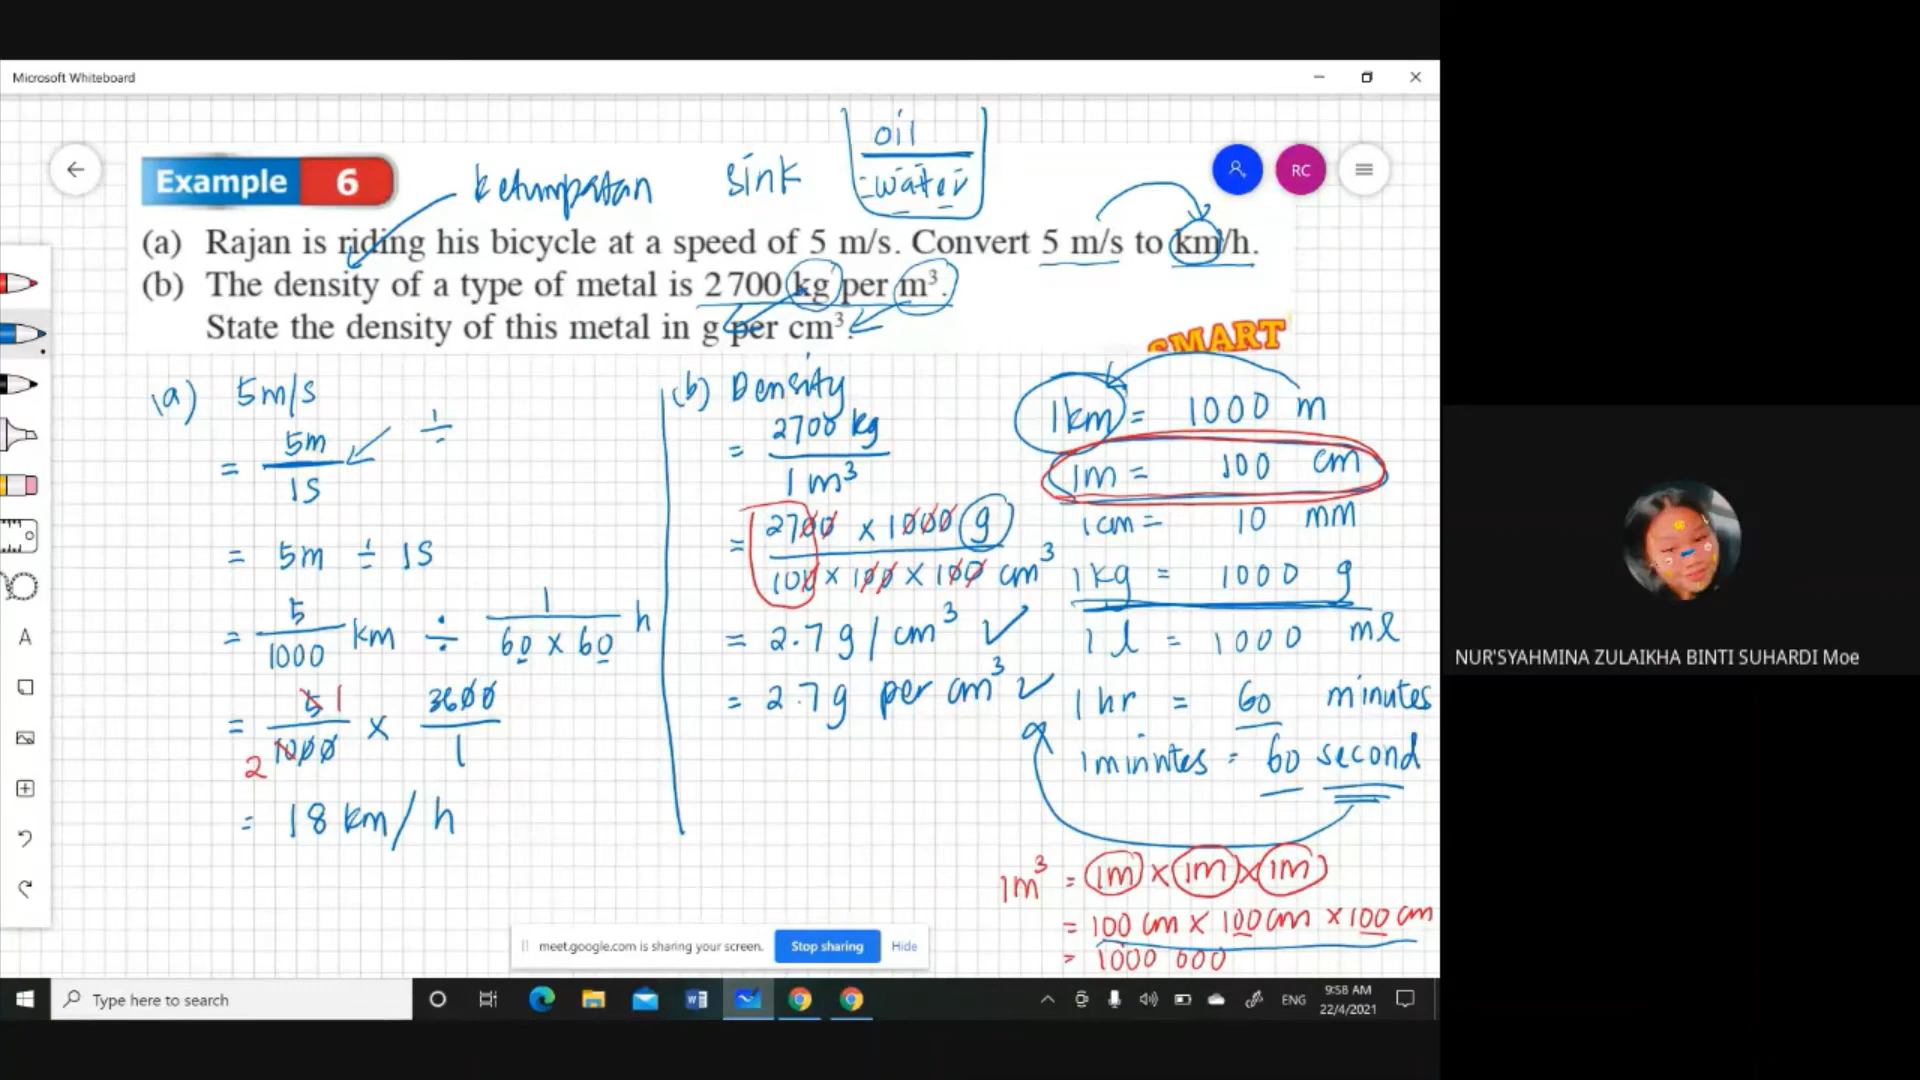 Microsoft Whiteboard
oil
water
Example 6
ketumpatan
sink
RC
(a) Rajan is riding his bicycle at a speed of 5 m/s. Convert 5 m/s to km/h.
(b) The density of a type of metal is 2 700 kg per m³.
State the density of this metal in g per cm³.
SMART
(a) 5m/s
÷
= 5m / 1s
= 5m ÷ 1s
= 5/1000 km ÷ 1/(60 × 60) h
= 5/1000 × 3600/1
1
2
= 18 km/h
(b) Density
= 2700 kg / 1 m³
= 2700 × 1000 g / 100 × 100 × 100 cm³
= 2.7 g / cm³ ✓
= 2.7 g per cm³ ✓
1 km = 1000 m
1m = 100 cm
1cm = 10 mm
1kg = 1000 g
1 l = 1000 ml
1 hr = 60 minutes
1 minutes = 60 second
1m³ = 1m × 1m × 1m
= 100 cm × 100 cm × 100 cm
= 1000 000
meet.google.com is sharing your screen.
Stop sharing
Hide
NUR'SYAHMINA ZULAIKHA BINTI SUHARDI Moe
Type here to search
ENG
9:58 AM
22/4/2021